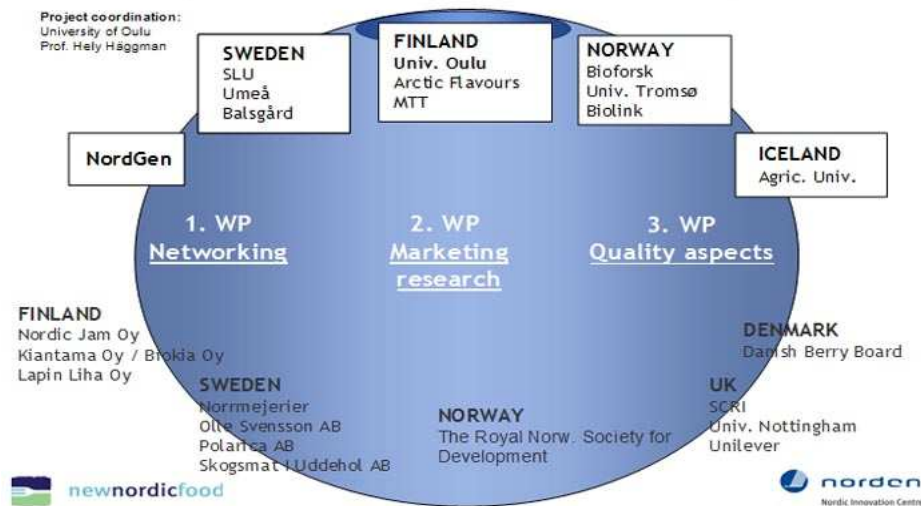 Project coordination:
University of Oulu
Prof. Hely Häggman
SWEDEN
SLU
Umeå
Balsgård
FINLAND
Univ. Oulu
Arctic Flavours
MTT
NORWAY
Bioforsk
Univ. Tromsø
Biolink
NordGen
ICELAND
Agric. Univ.
1. WP
Networking
2. WP
Marketing
research
3. WP
Quality aspects
FINLAND
Nordic Jam Oy
Kiantama Oy / Biokia Oy
Lapin Liha Oy
SWEDEN
Norrmejerier
Olle Svensson AB
Polarica AB
Skogsmat i Uddehol AB
NORWAY
The Royal Norw. Society for
Development
DENMARK
Danish Berry Board
UK
SCRI
Univ. Nottingham
Unilever
newnordicfood
norden
Nordic Innovation Centre